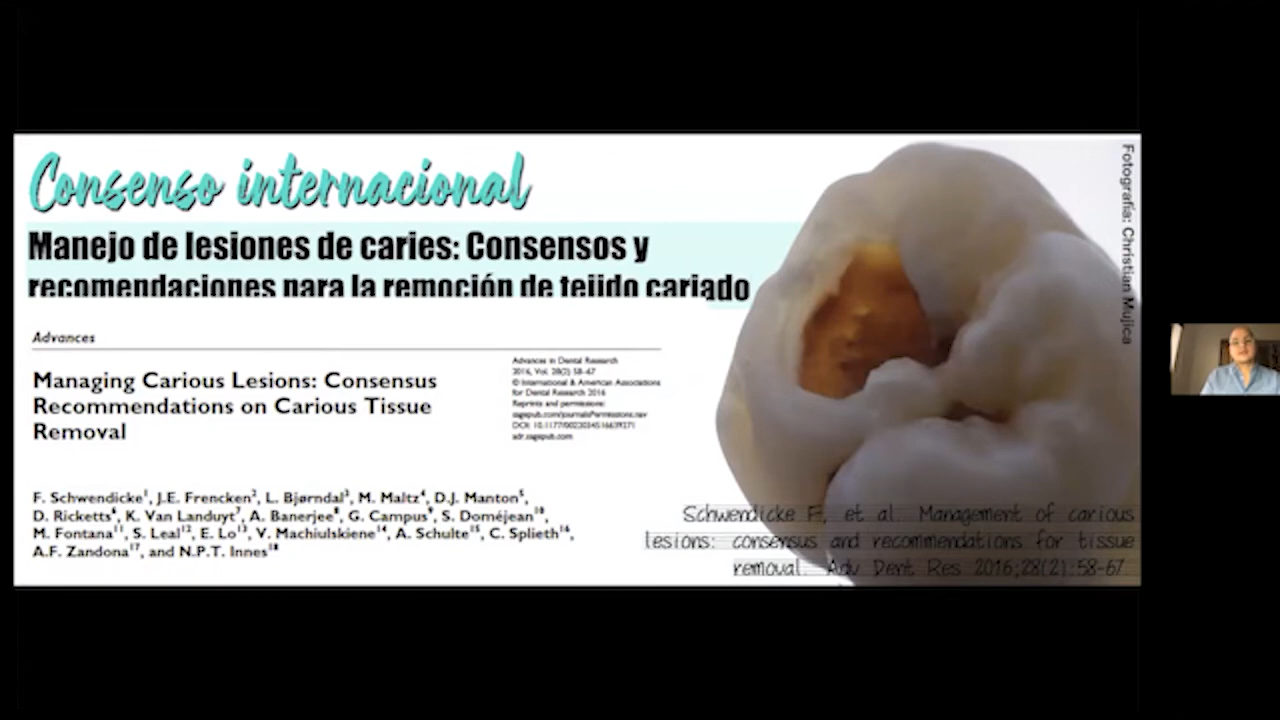 Consenso internacional
Manejo de lesiones de caries: Consensos y
recomendaciones para la remoción de tejido cariado
Advances
Managing Carious Lesions: Consensus
Recommendations on Carious Tissue
Removal
Advances in Dental Research
2016, Vol. 28(2) 58–67
© International & American Associations
for Dental Research 2016
Reprints and permissions:
sagepub.com/journalsPermissions.nav
DOI: 10.1177/0022034516639271
adr.sagepub.com
F. Schwendicke¹, J.E. Frencken², L. Bjørndal³, M. Maltz⁴, D.J. Manton⁵,
D. Ricketts⁶, K. Van Landuyt⁷, A. Banerjee⁸, G. Campus⁹, S. Doméjean¹⁰,
M. Fontana¹¹, S. Leal¹², E. Lo¹³, V. Machiulskiene¹⁴, A. Schulte¹⁵, C. Splieth¹⁶,
A.F. Zandona¹⁷, and N.P.T. Innes¹⁸
Fotografía: Christian Mujica
Schwendicke F, et al. Management of carious
lesions: consensus and recommendations for tissue
removal. Adv Dent Res 2016;28(2):58-67